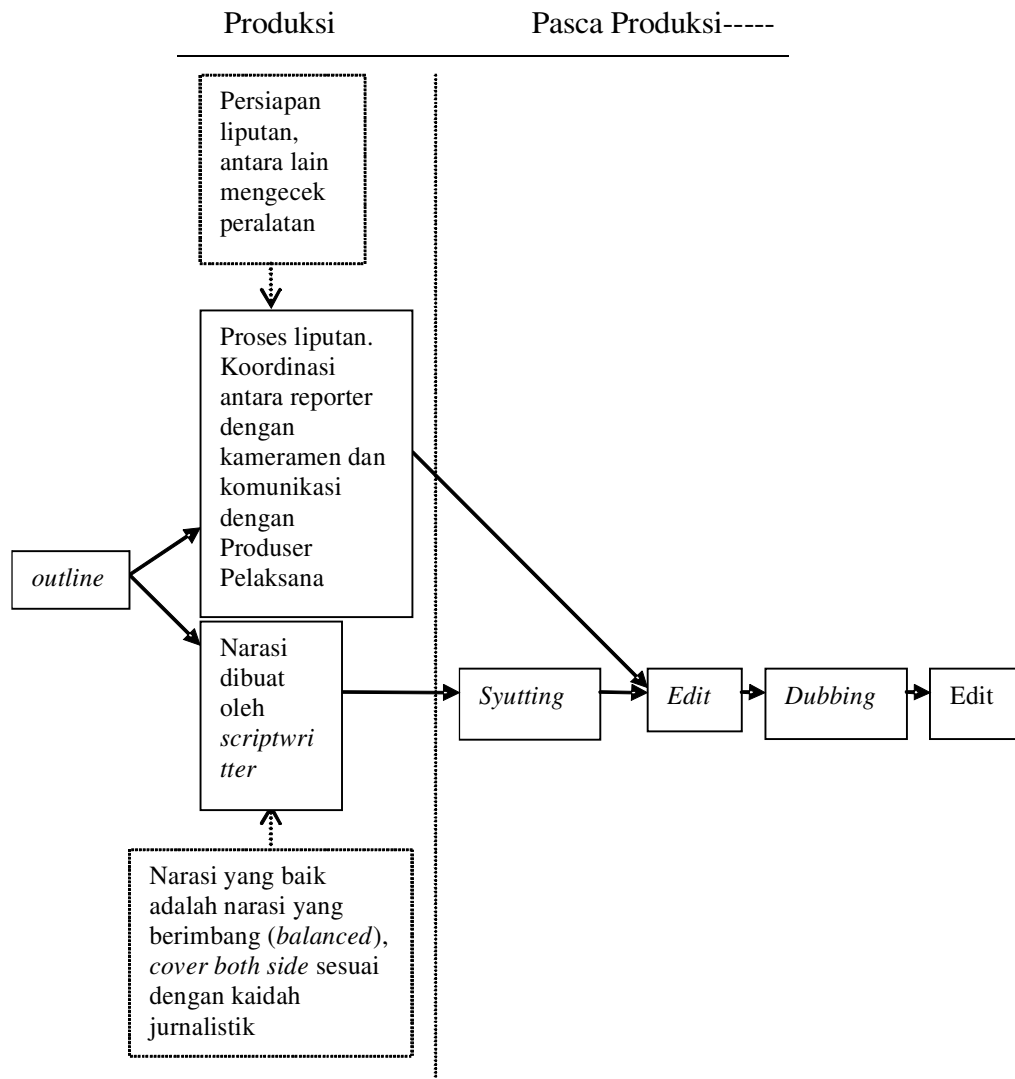 Produksi
Pasca Produksi-----
Persiapan
liputan,
antara lain
mengecek
peralatan
Proses liputan.
Koordinasi
antara reporter
dengan
kameramen dan
komunikasi
dengan
Produser
Pelaksana
outline
Narasi
dibuat
oleh
scriptwri
tter
Syutting
Edit
Dubbing
Edit
Narasi yang baik
adalah narasi yang
berimbang (balanced),
cover both side sesuai
dengan kaidah
jurnalistik